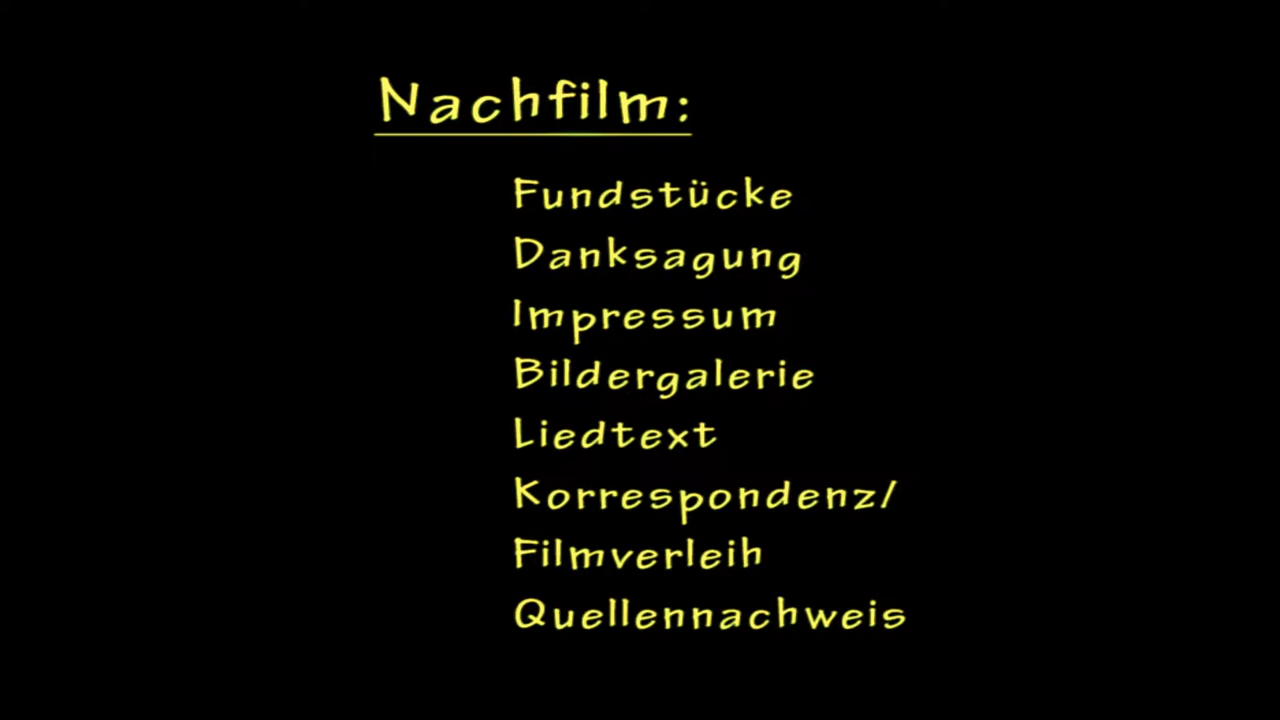 Nachfilm:
Fundstücke
Danksagung
Impressum
Bildergalerie
Liedtext
Korrespondenz/
Filmverleih
Quellennachweis